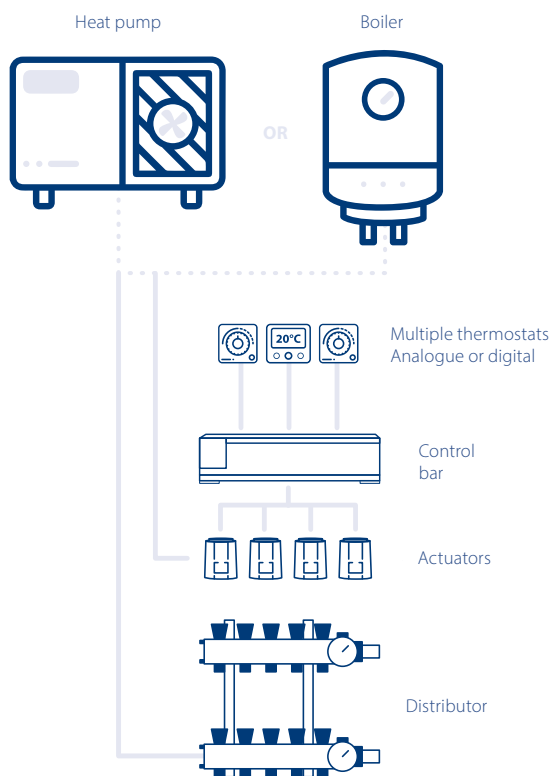 Heat pump
Boiler
OR
20°C
Multiple thermostats
Analogue or digital
Control
bar
Actuators
Distributor